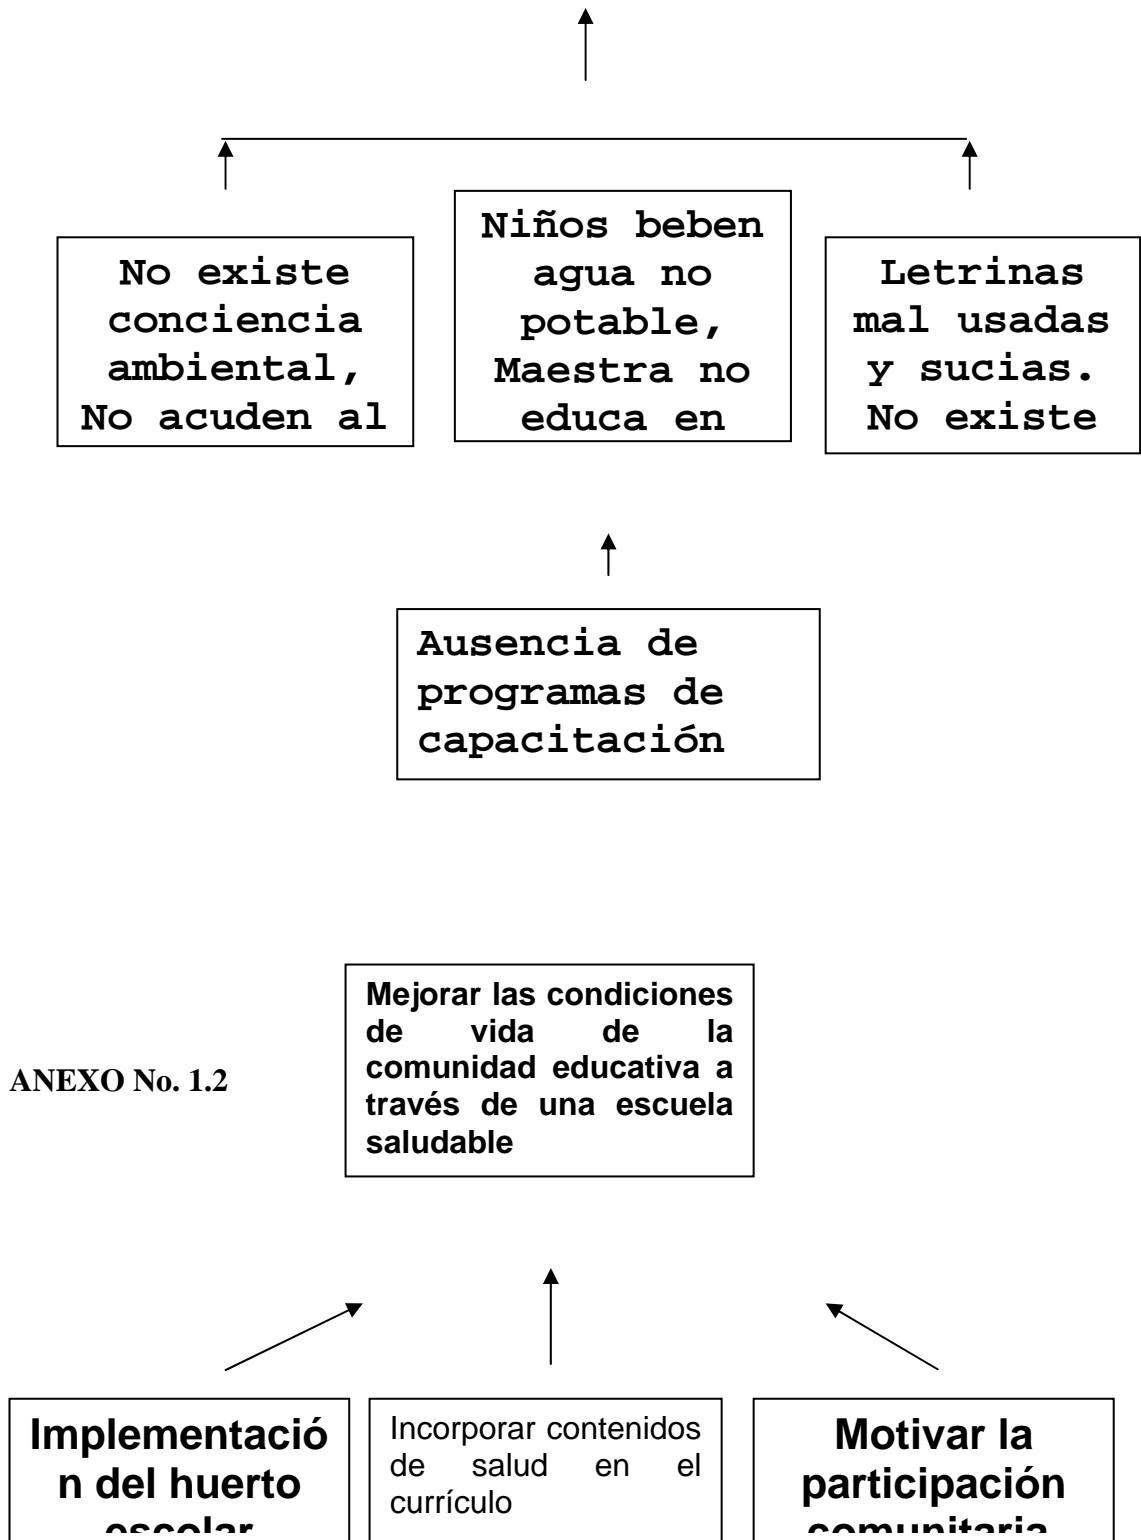 No existe
conciencia
ambiental,
No acuden al
Niños beben
agua no
potable,
Maestra no
educa en
Letrinas
mal usadas
y sucias.
No existe
Ausencia de
programas de
capacitación
ANEXO No. 1.2
Mejorar las condiciones
de vida de la
comunidad educativa a
través de una escuela
saludable
Implementació
n del huerto
escolar
Incorporar contenidos
de salud en el
currículo
Motivar la
participación
comunitaria